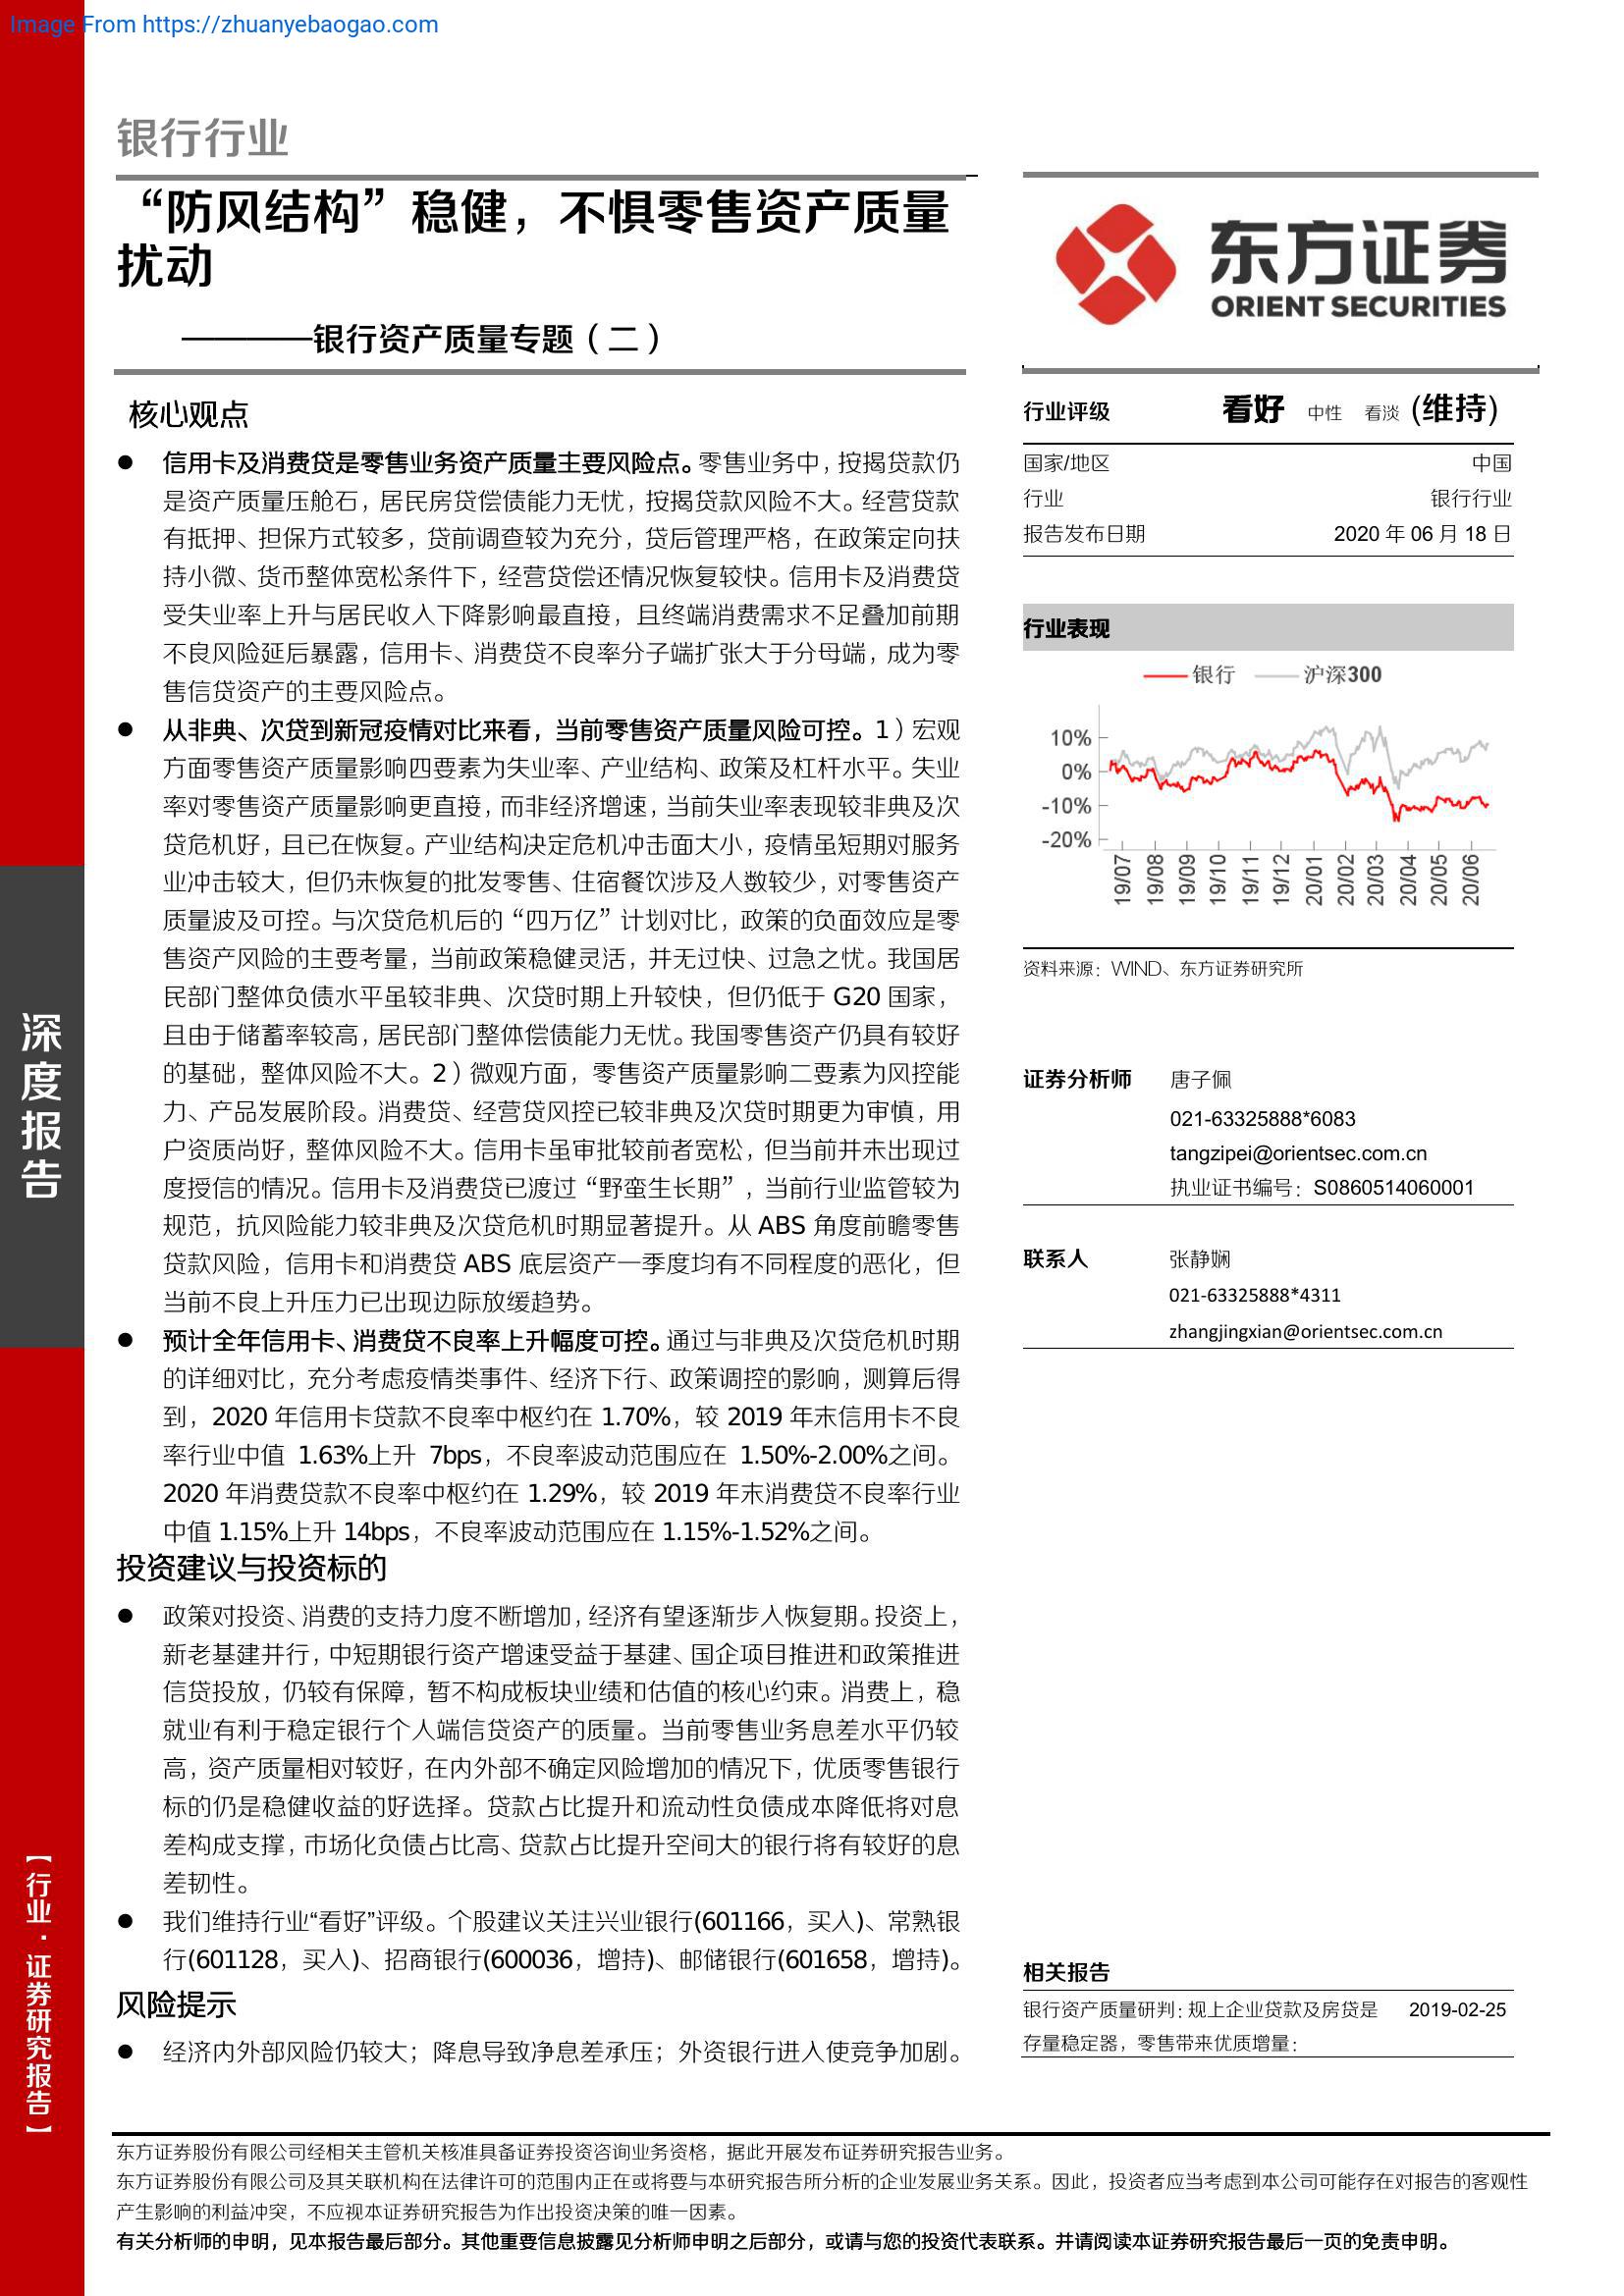 Image From https://zhuanyebaogao.com
银行行业
“防风结构”稳健，不惧零售资产质量
扰动
————银行资产质量专题（二）
核心观点
● 信用卡及消费贷是零售业务资产质量主要风险点。零售业务中，按揭贷款仍
是资产质量压舱石，居民房贷偿债能力无忧，按揭贷款风险不大。经营贷款
有抵押、担保方式较多，贷前调查较为充分，贷后管理严格，在政策定向扶
持小微、货币整体宽松条件下，经营贷偿还情况恢复较快。信用卡及消费贷
受失业率上升与居民收入下降影响最直接，且终端消费需求不足叠加前期
不良风险延后暴露，信用卡、消费贷不良率分子端扩张大于分母端，成为零
售信贷资产的主要风险点。
● 从非典、次贷到新冠疫情对比来看，当前零售资产质量风险可控。1）宏观
方面零售资产质量影响四要素为失业率、产业结构、政策及杠杆水平。失业
率对零售资产质量影响更直接，而非经济增速，当前失业率表现较非典及次
贷危机好，且已在恢复。产业结构决定危机冲击面大小，疫情虽短期对服务
业冲击较大，但仍未恢复的批发零售、住宿餐饮涉及人数较少，对零售资产
质量波及可控。与次贷危机后的“四万亿”计划对比，政策的负面效应是零
售资产风险的主要考量，当前政策稳健灵活，并无过快、过急之忧。我国居
民部门整体负债水平虽较非典、次贷时期上升较快，但仍低于 G20 国家，
且由于储蓄率较高，居民部门整体偿债能力无忧。我国零售资产仍具有较好
的基础，整体风险不大。2）微观方面，零售资产质量影响二要素为风控能
力、产品发展阶段。消费贷、经营贷风控已较非典及次贷时期更为审慎，用
户资质尚好，整体风险不大。信用卡虽审批较前者宽松，但当前并未出现过
度授信的情况。信用卡及消费贷已渡过“野蛮生长期”，当前行业监管较为
规范，抗风险能力较非典及次贷危机时期显著提升。从 ABS 角度前瞻零售
贷款风险，信用卡和消费贷 ABS 底层资产一季度均有不同程度的恶化，但
当前不良上升压力已出现边际放缓趋势。
● 预计全年信用卡、消费贷不良率上升幅度可控。通过与非典及次贷危机时期
的详细对比，充分考虑疫情类事件、经济下行、政策调控的影响，测算后得
到，2020 年信用卡贷款不良率中枢约在 1.70%，较 2019 年末信用卡不良
率行业中值 1.63%上升 7bps，不良率波动范围应在 1.50%-2.00%之间。
2020 年消费贷款不良率中枢约在 1.29%，较 2019 年末消费贷不良率行业
中值 1.15%上升 14bps，不良率波动范围应在 1.15%-1.52%之间。
投资建议与投资标的
● 政策对投资、消费的支持力度不断增加，经济有望逐渐步入恢复期。投资上，
新老基建并行，中短期银行资产增速受益于基建、国企项目推进和政策推进
信贷投放，仍较有保障，暂不构成板块业绩和估值的核心约束。消费上，稳
就业有利于稳定银行个人端信贷资产的质量。当前零售业务息差水平仍较
高，资产质量相对较好，在内外部不确定风险增加的情况下，优质零售银行
标的仍是稳健收益的好选择。贷款占比提升和流动性负债成本降低将对息
差构成支撑，市场化负债占比高、贷款占比提升空间大的银行将有较好的息
差韧性。
● 我们维持行业“看好”评级。个股建议关注兴业银行(601166，买入)、常熟银
行(601128，买入)、招商银行(600036，增持)、邮储银行(601658，增持)。
风险提示
● 经济内外部风险仍较大；降息导致净息差承压；外资银行进入使竞争加剧。
东方证券
ORIENT SECURITIES
行业评级 看好 中性 看淡 (维持)
国家/地区 中国
行业 银行行业
报告发布日期 2020 年 06 月 18 日
行业表现
银行 沪深300
10%
0%
-10%
-20%
19/07 19/08 19/09 19/10 19/11 19/12 20/01 20/02 20/03 20/04 20/05 20/06
资料来源：WIND、东方证券研究所
证券分析师 唐子佩
021-63325888*6083
tangzipei@orientsec.com.cn
执业证书编号：S0860514060001
联系人 张静娴
021-63325888*4311
zhangjingxian@orientsec.com.cn
相关报告
银行资产质量研判：规上企业贷款及房贷是 2019-02-25
存量稳定器，零售带来优质增量：
深度报告
【行业·证券研究报告】
东方证券股份有限公司经相关主管机关核准具备证券投资咨询业务资格，据此开展发布证券研究报告业务。
东方证券股份有限公司及其关联机构在法律许可的范围内正在或将要与本研究报告所分析的企业发展业务关系。因此，投资者应当考虑到本公司可能存在对报告的客观性
产生影响的利益冲突，不应视本证券研究报告为作出投资决策的唯一因素。
有关分析师的申明，见本报告最后部分。其他重要信息披露见分析师申明之后部分，或请与您的投资代表联系。并请阅读本证券研究报告最后一页的免责申明。